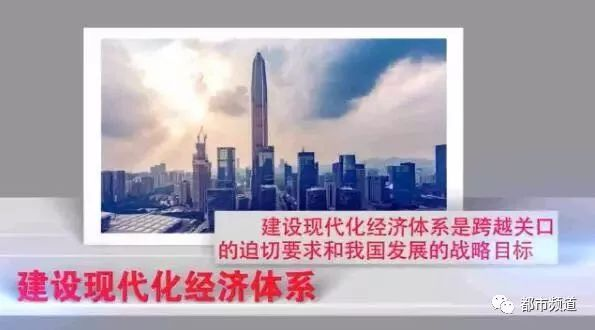 建设现代化经济体系是跨越关口
的迫切要求和我国发展的战略目标
建设现代化经济体系
都市频道